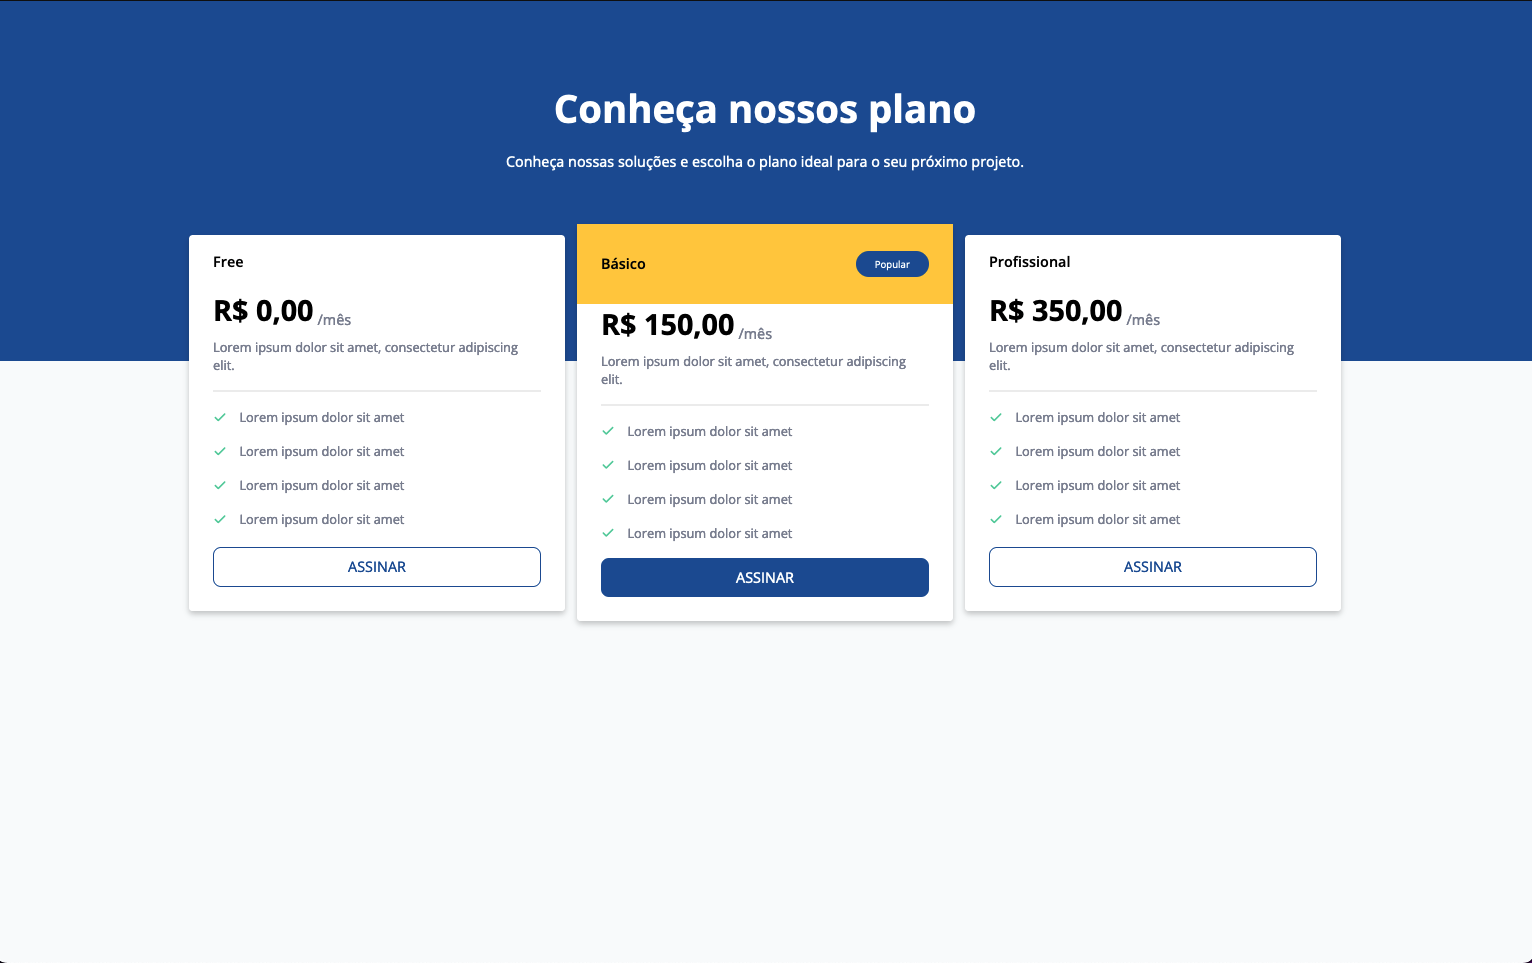 Conheça nossos plano
Conheça nossas soluções e escolha o plano ideal para o seu próximo projeto.
Free
R$ 0,00 /mês
Lorem ipsum dolor sit amet, consectetur adipiscing
elit.
Lorem ipsum dolor sit amet
Lorem ipsum dolor sit amet
Lorem ipsum dolor sit amet
Lorem ipsum dolor sit amet
ASSINAR
Básico
Popular
R$ 150,00 /mês
Lorem ipsum dolor sit amet, consectetur adipiscing
elit.
Lorem ipsum dolor sit amet
Lorem ipsum dolor sit amet
Lorem ipsum dolor sit amet
Lorem ipsum dolor sit amet
ASSINAR
Profissional
R$ 350,00 /mês
Lorem ipsum dolor sit amet, consectetur adipiscing
elit.
Lorem ipsum dolor sit amet
Lorem ipsum dolor sit amet
Lorem ipsum dolor sit amet
Lorem ipsum dolor sit amet
ASSINAR